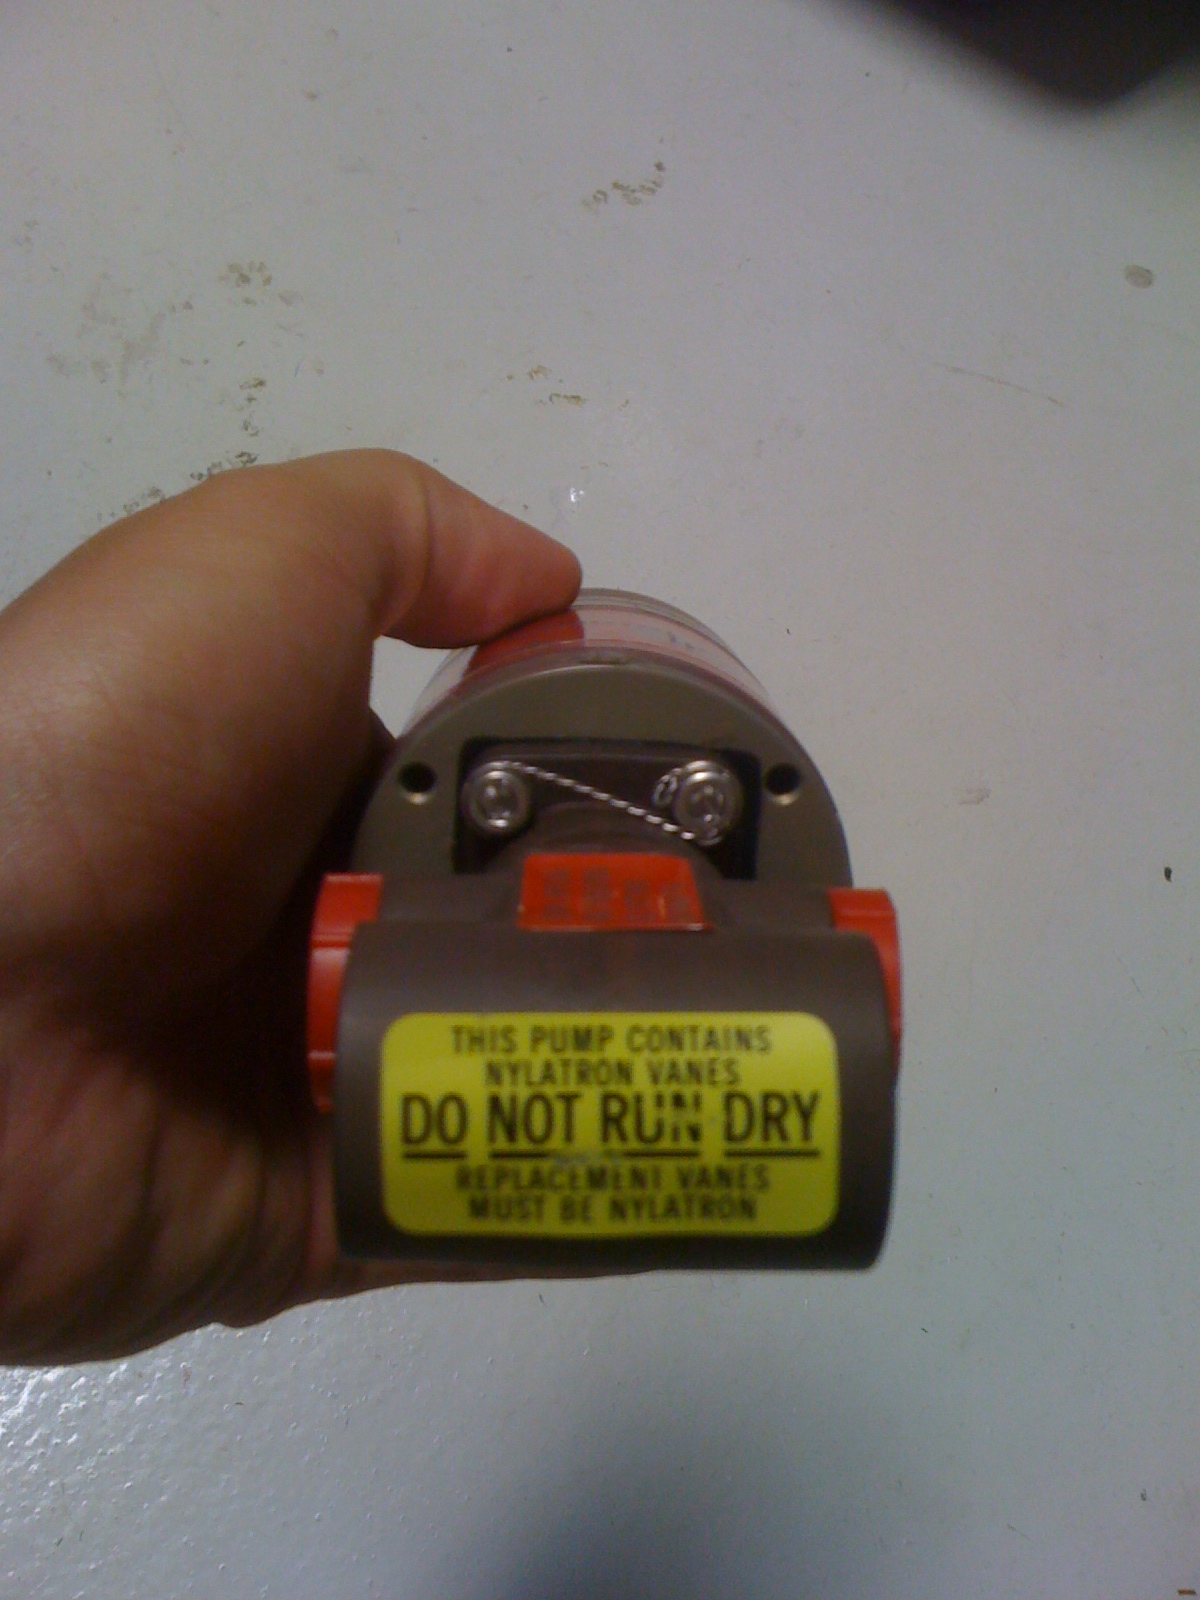 THIS PUMP CONTAINS
NYLATRON VANES
DO NOT RUN DRY
REPLACEMENT VANES
MUST BE NYLATRON